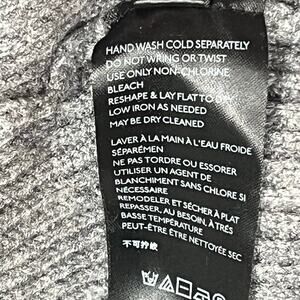 HAND WASH COLD SEPARATELY
DO NOT WRING OR TWIST
USE ONLY NON-CHLORINE
BLEACH
RESHAPE & LAY FLAT TO DRY
LOW IRON AS NEEDED
MAY BE DRY CLEANED
LAVER À LA MAIN À L'EAU FROIDE
SÉPARÉMEN
NE PAS TORDRE OU ESSORER
UTILISER UN AGENT DE
BLANCHIMENT SANS CHLORE SI
NÉCESSAIRE
REMODELER ET SÉCHER À PLAT
REPASSER, AU BESOIN, À TRÈS
BASSE TEMPÉRATURE
PEUT-ÊTRE ÊTRE NETTOYÉE SEC
不可拧绞